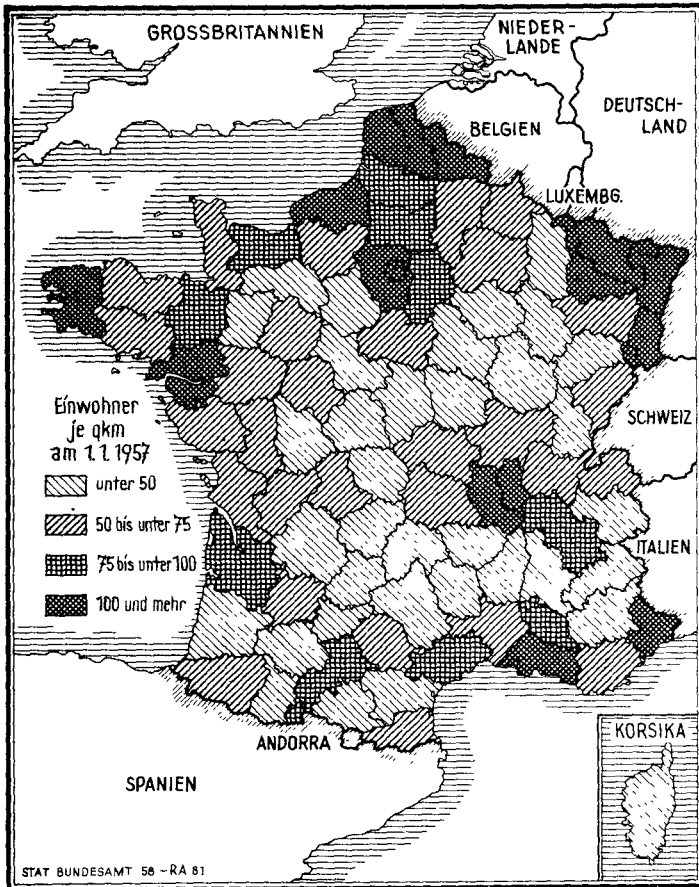 GROSSBRITANNIEN
NIEDER-
LANDE
DEUTSCH-
LAND
BELGIEN
LUXEMBG.
SCHWEIZ
ITALIEN
Einwohner
je qkm
am 1.1.1957
unter 50
50 bis unter 75
75 bis unter 100
100 und mehr
ANDORRA
SPANIEN
KORSIKA
STAT BUNDESAMT 58 - RA 81